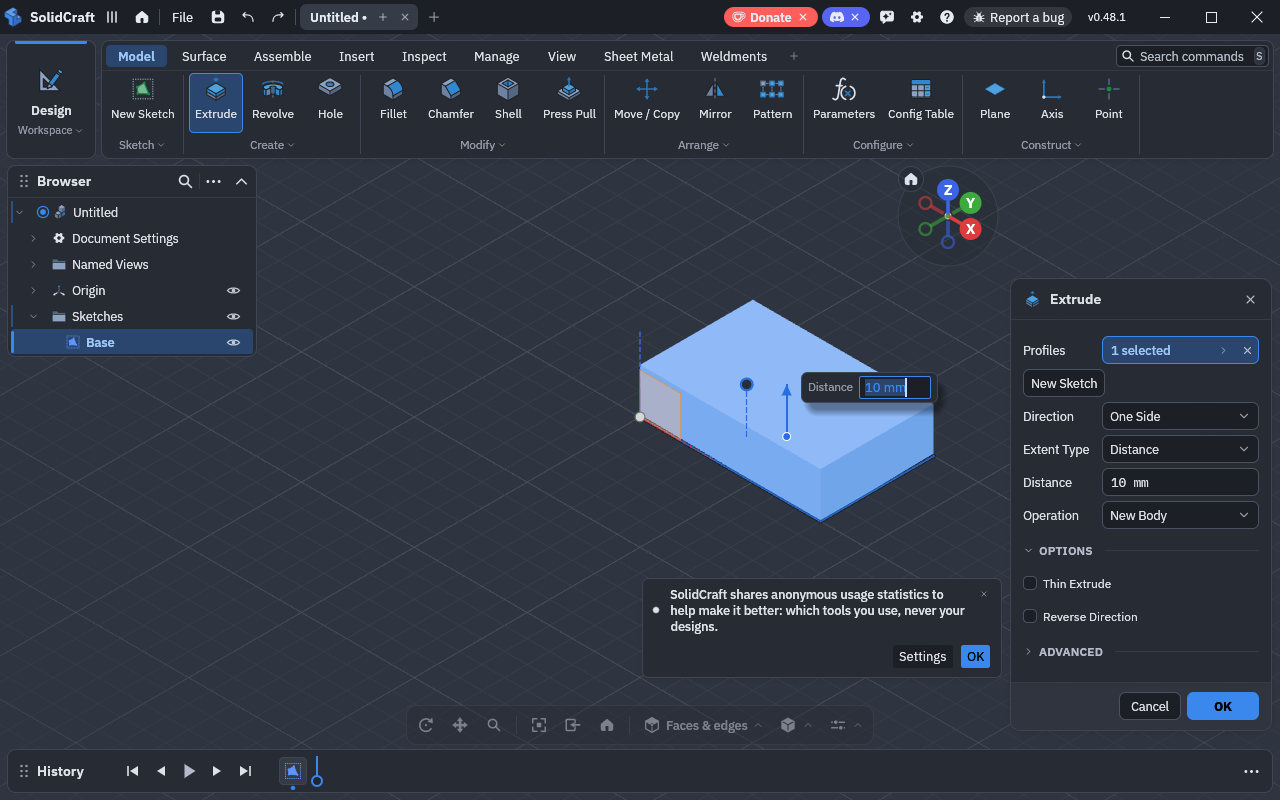 SolidCraft
File
Untitled •
Donate
Report a bug
v0.48.1
Design
Workspace
Model
Surface
Assemble
Insert
Inspect
Manage
View
Sheet Metal
Weldments
Search commands
S
New Sketch
Extrude
Revolve
Hole
Fillet
Chamfer
Shell
Press Pull
Move / Copy
Mirror
Pattern
Parameters
Config Table
Plane
Axis
Point
Sketch
Create
Modify
Arrange
Configure
Construct
Browser
Untitled
Document Settings
Named Views
Origin
Sketches
Base
Z
Y
X
Distance
10 mm
Extrude
Profiles
1 selected
New Sketch
Direction
One Side
Extent Type
Distance
Distance
10 mm
Operation
New Body
OPTIONS
Thin Extrude
Reverse Direction
ADVANCED
Cancel
OK
SolidCraft shares anonymous usage statistics to
help make it better: which tools you use, never your
designs.
Settings
OK
Faces & edges
History